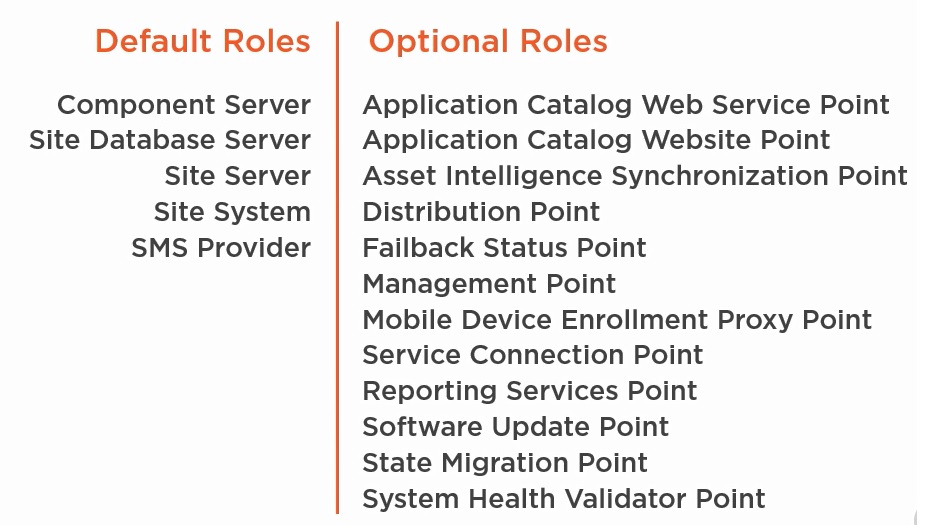 Default Roles
Component Server
Site Database Server
Site Server
Site System
SMS Provider
Optional Roles
Application Catalog Web Service Point
Application Catalog Website Point
Asset Intelligence Synchronization Point
Distribution Point
Failback Status Point
Management Point
Mobile Device Enrollment Proxy Point
Service Connection Point
Reporting Services Point
Software Update Point
State Migration Point
System Health Validator Point